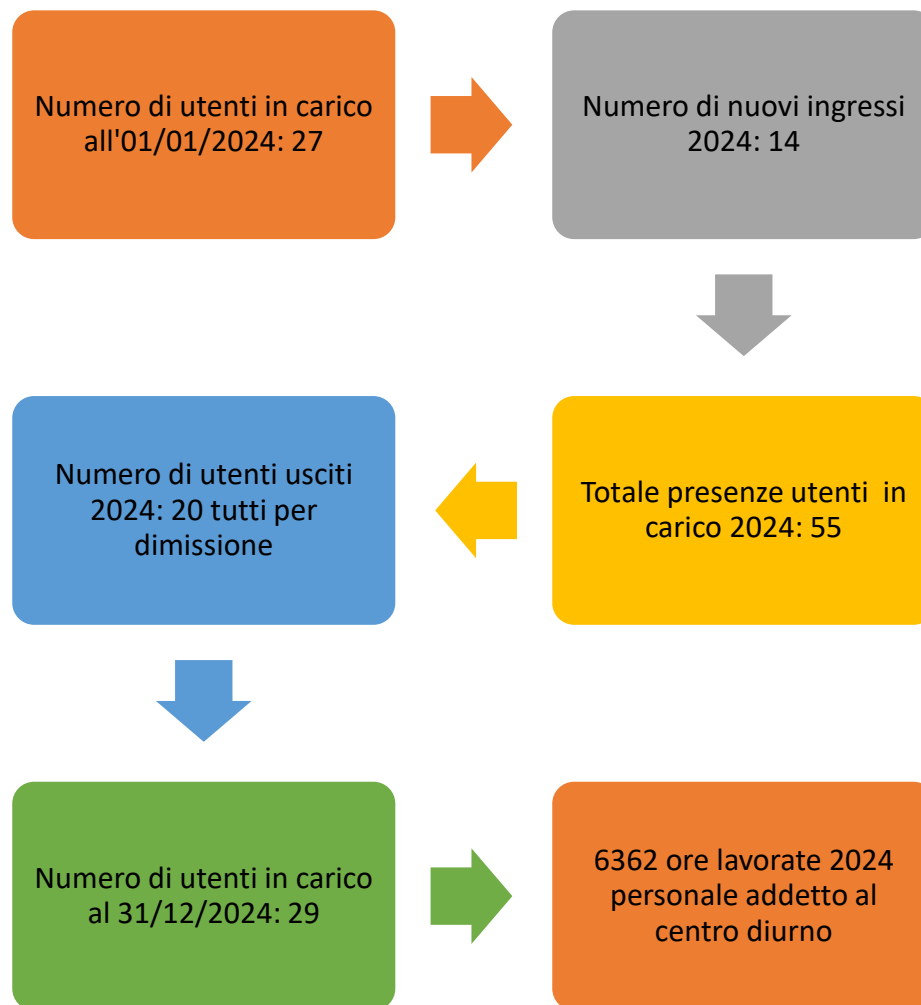 Numero di utenti in carico
all'01/01/2024: 27
Numero di nuovi ingressi
2024: 14
Totale presenze utenti  in
carico 2024: 55
Numero di utenti usciti
2024: 20 tutti per
dimissione
Numero di utenti in carico
al 31/12/2024: 29
6362 ore lavorate 2024
personale addetto al
centro diurno